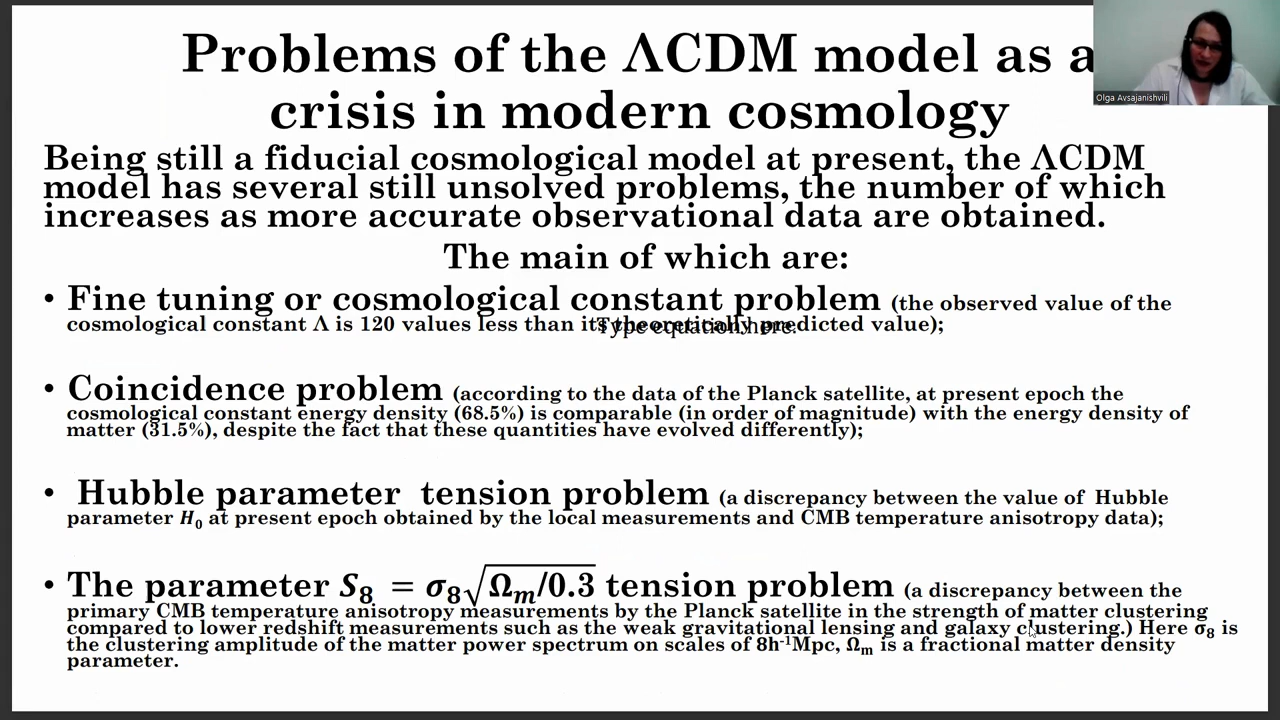 Problems of the ΛCDM model as a
crisis in modern cosmology
Olga Avsajanishvili
Being still a fiducial cosmological model at present, the ΛCDM
model has several still unsolved problems, the number of which
increases as more accurate observational data are obtained.
The main of which are:
• Fine tuning or cosmological constant problem (the observed value of the
cosmological constant Λ is 120 values less than its theoretically predicted value);
Type equation here.
• Coincidence problem (according to the data of the Planck satellite, at present epoch the
cosmological constant energy density (68.5%) is comparable (in order of magnitude) with the energy density of
matter (31.5%), despite the fact that these quantities have evolved differently);
• Hubble parameter tension problem (a discrepancy between the value of Hubble
parameter H₀ at present epoch obtained by the local measurements and CMB temperature anisotropy data);
• The parameter S₈ = σ₈√Ωₘ/0.3 tension problem (a discrepancy between the
primary CMB temperature anisotropy measurements by the Planck satellite in the strength of matter clustering
compared to lower redshift measurements such as the weak gravitational lensing and galaxy clustering.) Here σ₈ is
the clustering amplitude of the matter power spectrum on scales of 8h⁻¹Mpc, Ωₘ is a fractional matter density
parameter.